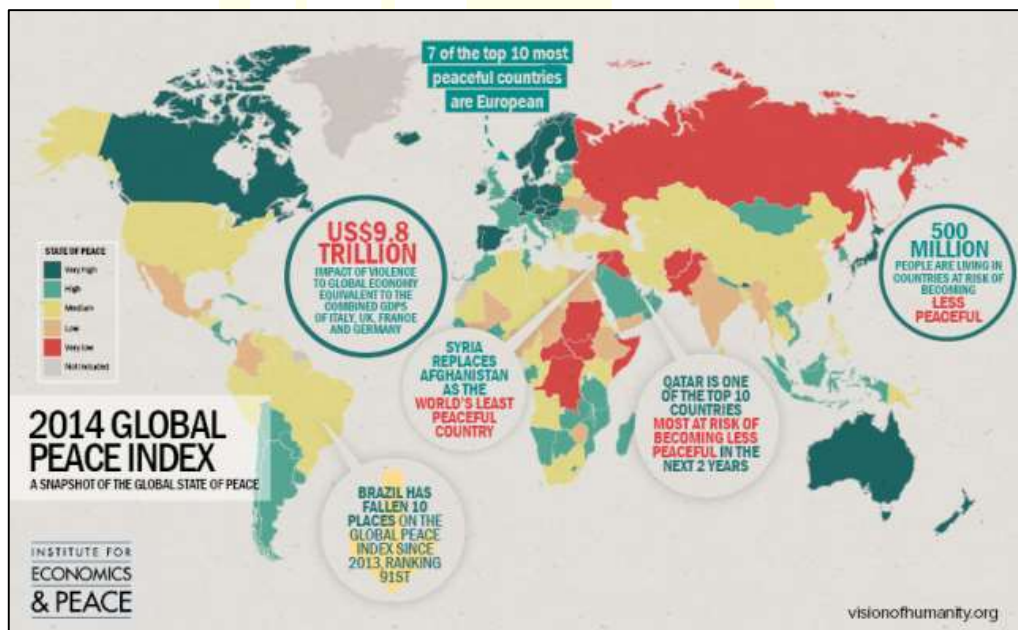 7 of the top 10 most
peaceful countries
are European
US$9.8
TRILLION
IMPACT OF VIOLENCE
TO GLOBAL ECONOMY
EQUIVALENT TO THE
COMBINED GDPS
OF ITALY, UK, FRANCE
AND GERMANY
500
MILLION
PEOPLE ARE LIVING IN
COUNTRIES AT RISK OF
BECOMING
LESS
PEACEFUL
STATE OF PEACE
Very high
High
Medium
Low
Very low
Not included
SYRIA
REPLACES
AFGHANISTAN
AS THE
WORLD'S LEAST
PEACEFUL
COUNTRY
QATAR IS ONE
OF THE TOP 10
COUNTRIES
MOST AT RISK OF
BECOMING LESS
PEACEFUL IN THE
NEXT 2 YEARS
2014 GLOBAL
PEACE INDEX
A SNAPSHOT OF THE GLOBAL STATE OF PEACE
BRAZIL HAS
FALLEN 10
PLACES ON THE
GLOBAL PEACE
INDEX SINCE
2013, RANKING
91ST
INSTITUTE FOR
ECONOMICS
& PEACE
visionofhumanity.org